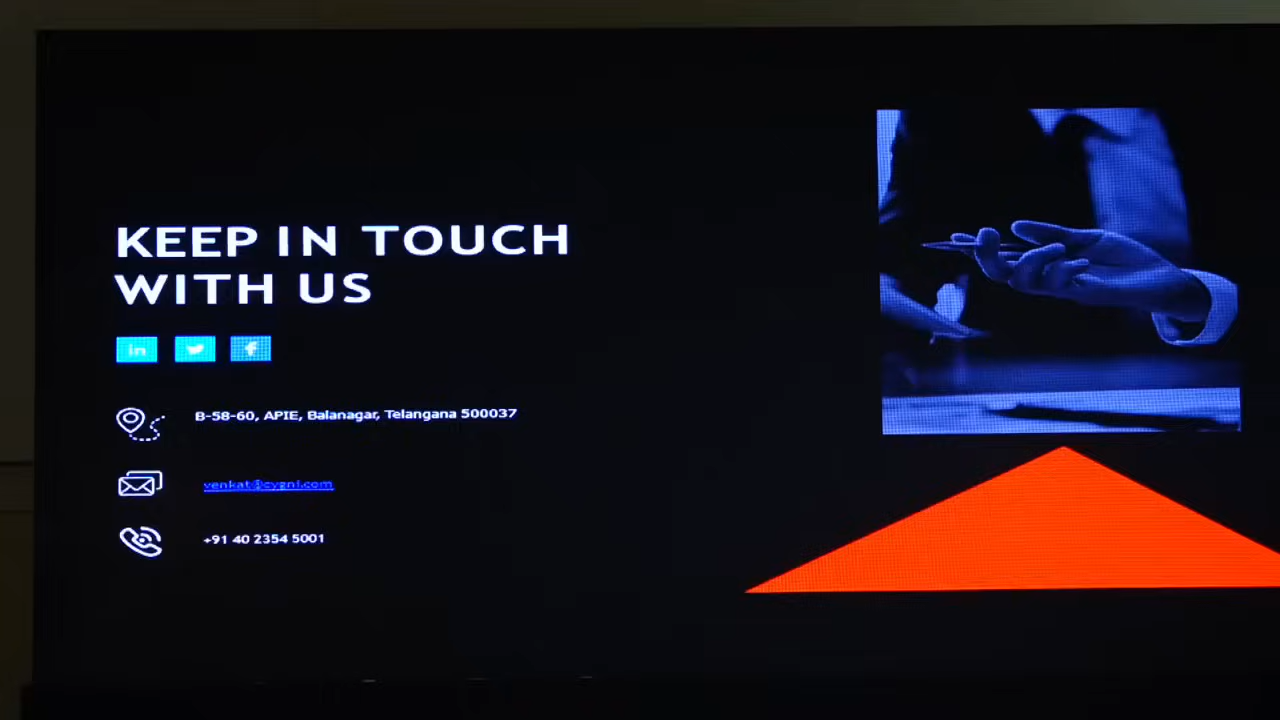 KEEP IN TOUCH
WITH US
in
B-58-60, APIE, Balanagar, Telangana 500037
venkat@cygni.com
+91 40 2354 5001